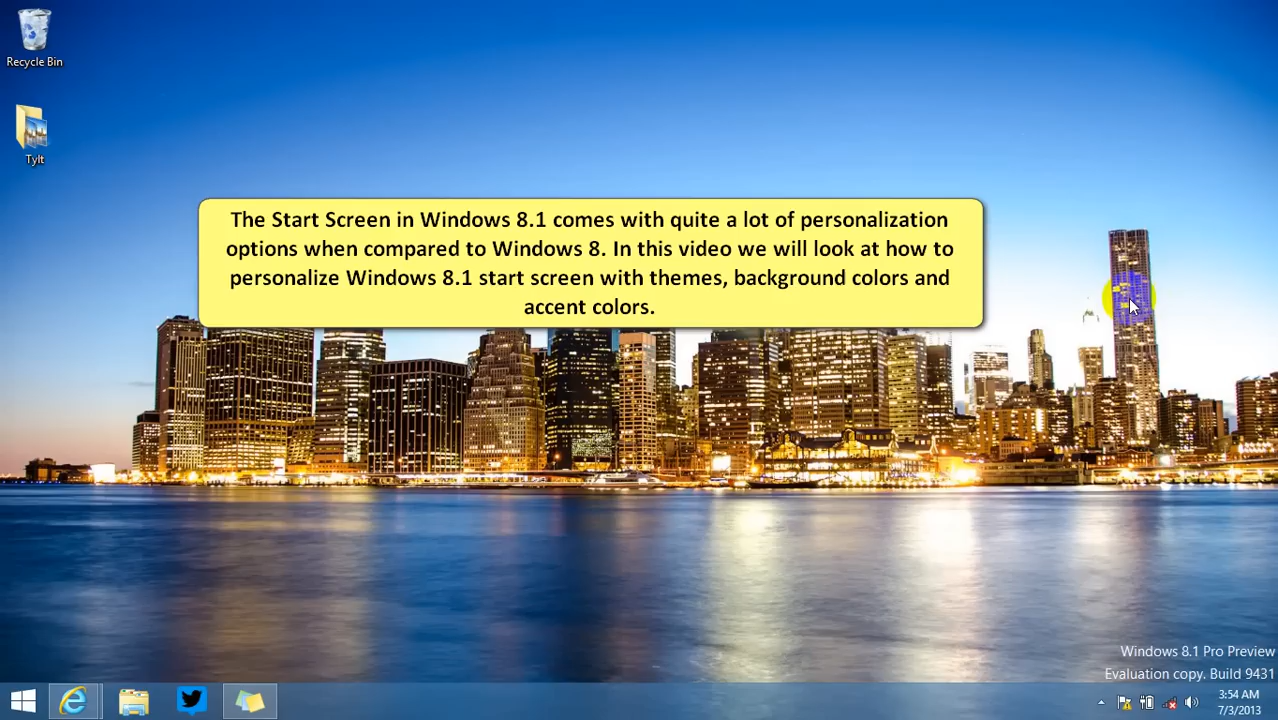 Recycle Bin
TyIt
The Start Screen in Windows 8.1 comes with quite a lot of personalization
options when compared to Windows 8. In this video we will look at how to
personalize Windows 8.1 start screen with themes, background colors and
accent colors.
Windows 8.1 Pro Preview
Evaluation copy. Build 9431
3:54 AM
7/3/2013